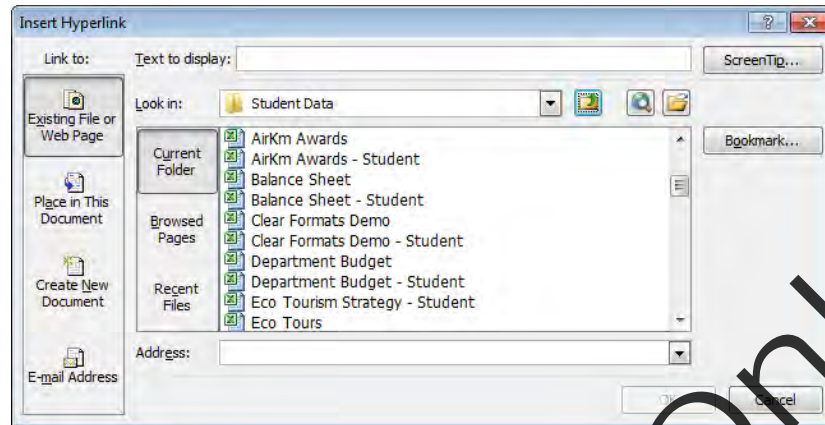 Insert Hyperlink
Link to:
Text to display:
ScreenTip...
Existing File or
Web Page
Look in:
Student Data
Bookmark...
Current
Folder
AirKm Awards
AirKm Awards - Student
Balance Sheet
Balance Sheet - Student
Clear Formats Demo
Clear Formats Demo - Student
Department Budget
Department Budget - Student
Eco Tourism Strategy - Student
Eco Tours
Place in This
Document
Browsed
Pages
Create New
Document
Recent
Files
E-mail Address
Address:
OK
Cancel